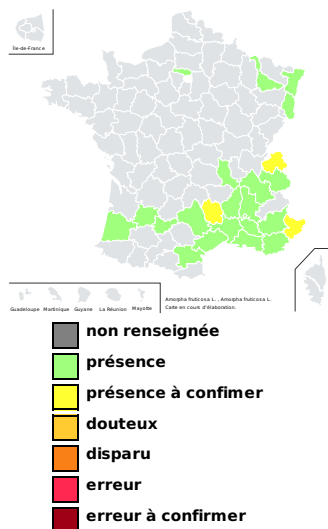 Île-de-France
Amorpha fruticosa L. , Amorpha fruticosa L.
Carte en cours d'élaboration.
Guadeloupe Martinique Guyane La Réunion Mayotte
non renseignée
présence
présence à confimer
douteux
disparu
erreur
erreur à confirmer